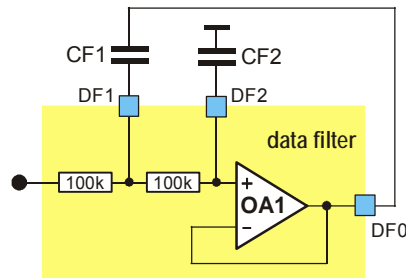 CF1
CF2
DF1
DF2
data filter
100k
100k
+
OA1
−
DF0